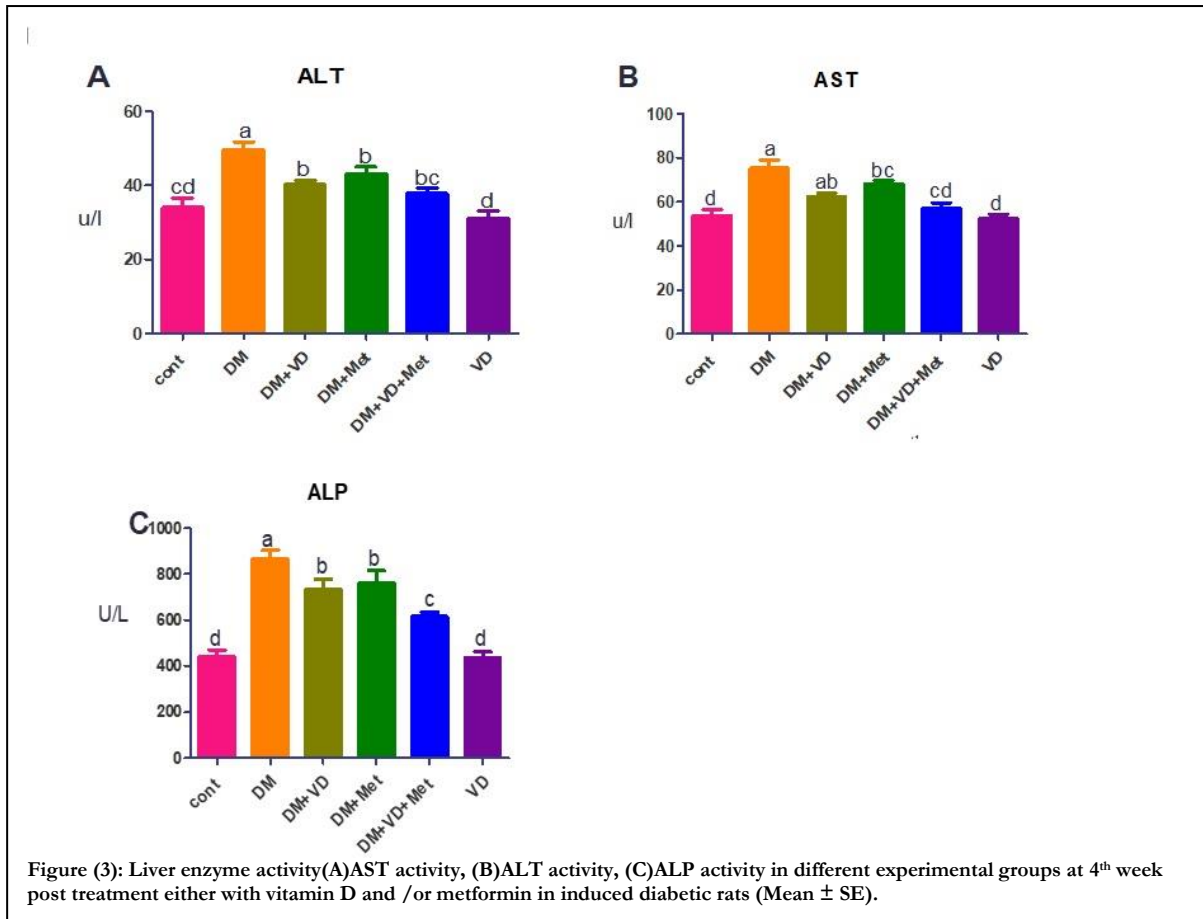 A
ALT
60
40
20
0
u/l
cd
a
b
b
bc
d
cont
DM
DM+VD
DM+Met
DM+VD+Met
VD
B
AST
100
80
60
40
20
0
u/l
d
a
ab
bc
cd
d
cont
DM
DM+VD
DM+Met
DM+VD+Met
VD
C
ALP
1000
800
600
400
200
0
U/L
d
a
b
b
c
d
cont
DM
DM+VD
DM+Met
DM+VD+Met
VD
Figure (3): Liver enzyme activity(A)AST activity, (B)ALT activity, (C)ALP activity in different experimental groups at 4th week
post treatment either with vitamin D and /or metformin in induced diabetic rats (Mean ± SE).